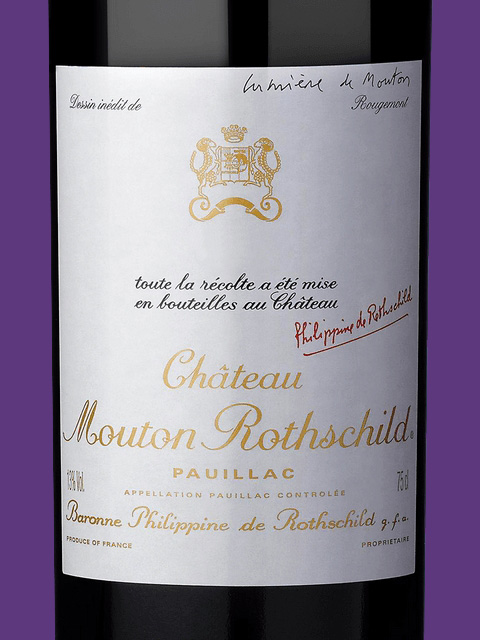 Lumière de Mouton
Dessin inédit de Rougemont
toute la récolte a été mise
en bouteilles au Château
Philippine de Rothschild
Château
Mouton Rothschild®
PAUILLAC
13% Vol. 75 cl
APPELLATION PAUILLAC CONTROLÉE
Baronne Philippine de Rothschild g.f.a.
PRODUCE OF FRANCE PROPRIETAIRE